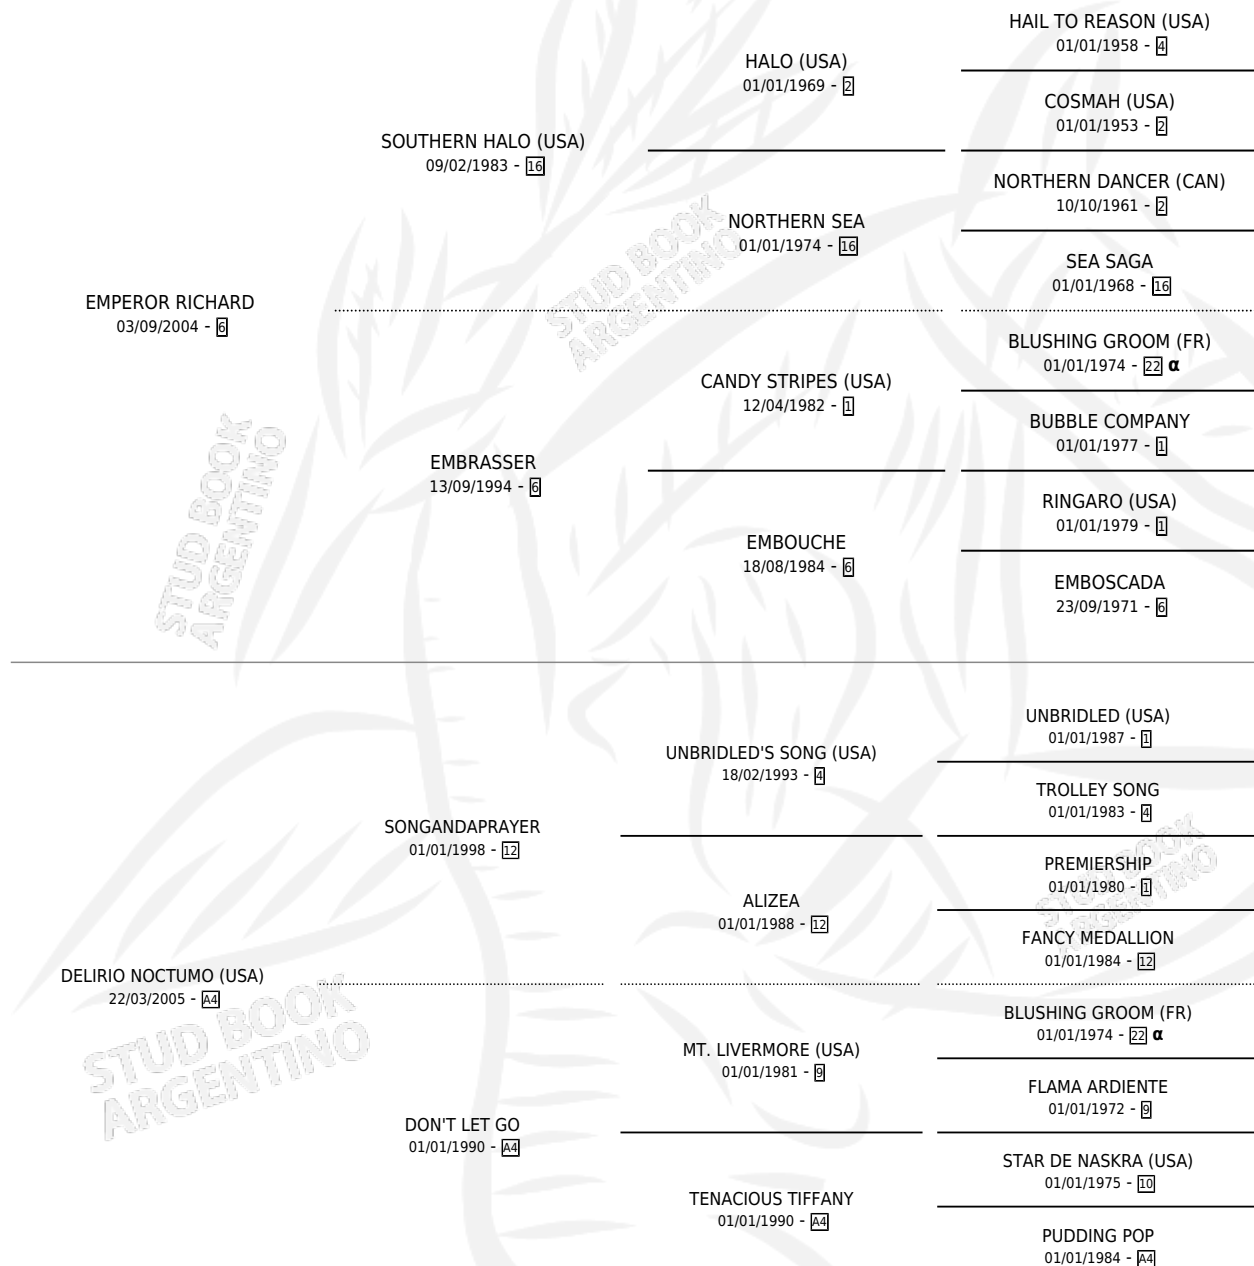 HAIL TO REASON (USA)
01/01/1958 - 4
HALO (USA)
01/01/1969 - 2
COSMAH (USA)
01/01/1953 - 2
SOUTHERN HALO (USA)
09/02/1983 - 16
NORTHERN DANCER (CAN)
10/10/1961 - 2
NORTHERN SEA
01/01/1974 - 16
SEA SAGA
01/01/1968 - 16
EMPEROR RICHARD
03/09/2004 - 6
BLUSHING GROOM (FR)
01/01/1974 - 22 α
CANDY STRIPES (USA)
12/04/1982 - 1
BUBBLE COMPANY
01/01/1977 - 1
EMBRASSER
13/09/1994 - 6
RINGARO (USA)
01/01/1979 - 1
EMBOUCHE
18/08/1984 - 6
EMBOSCADA
23/09/1971 - 6
UNBRIDLED (USA)
01/01/1987 - 1
UNBRIDLED'S SONG (USA)
18/02/1993 - 4
TROLLEY SONG
01/01/1983 - 4
SONGANDAPRAYER
01/01/1998 - 12
PREMIERSHIP
01/01/1980 - 1
ALIZEA
01/01/1988 - 12
FANCY MEDALLION
01/01/1984 - 12
DELIRIO NOCTUMO (USA)
22/03/2005 - A4
BLUSHING GROOM (FR)
01/01/1974 - 22 α
MT. LIVERMORE (USA)
01/01/1981 - 9
FLAMA ARDIENTE
01/01/1972 - 9
DON'T LET GO
01/01/1990 - A4
STAR DE NASKRA (USA)
01/01/1975 - 10
TENACIOUS TIFFANY
01/01/1990 - A4
PUDDING POP
01/01/1984 - A4
STUD BOOK
ARGENTINO
STUD BOOK
ARGENTINO
STUD BOOK
ARGENTINO
STUD BOOK
ARGENTINO